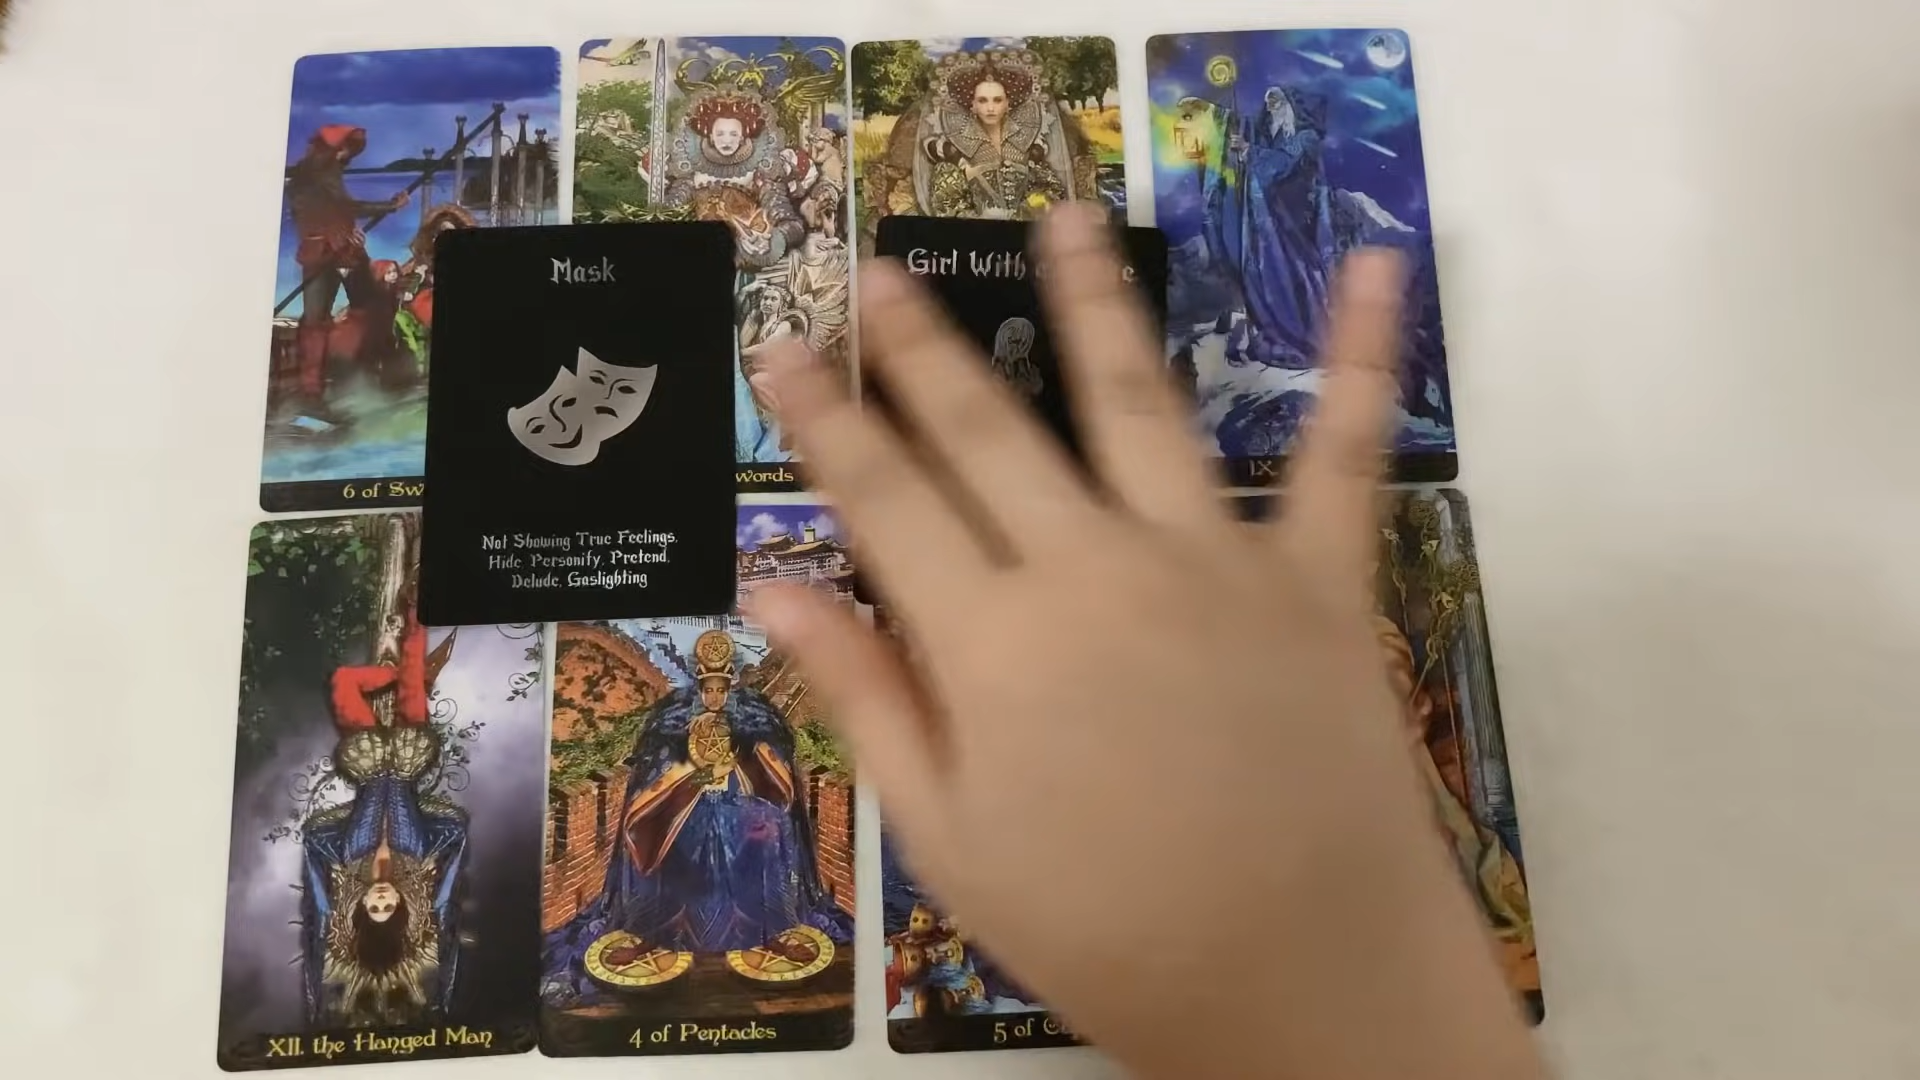 Mask
Girl With
6 of Sw
words
IX.
Not Showing True Feelings,
Hide, Personify, Pretend,
Delude, Gaslighting
XII. the Hanged Man
4 of Pentacles
5 of